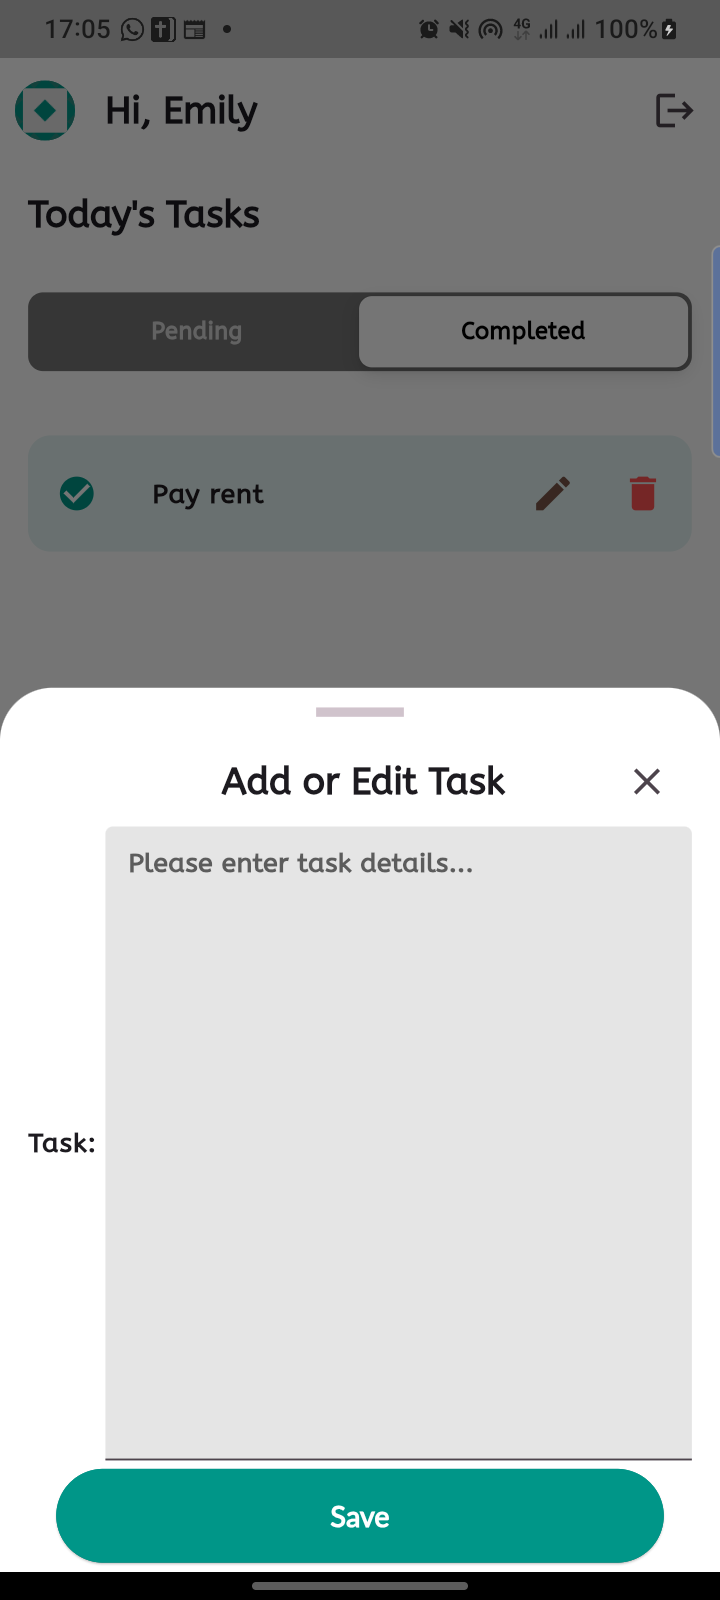 17:05 4G 100%
Hi, Emily
Today's Tasks
Pending Completed
Pay rent
Add or Edit Task
Please enter task details...
Task:
Save